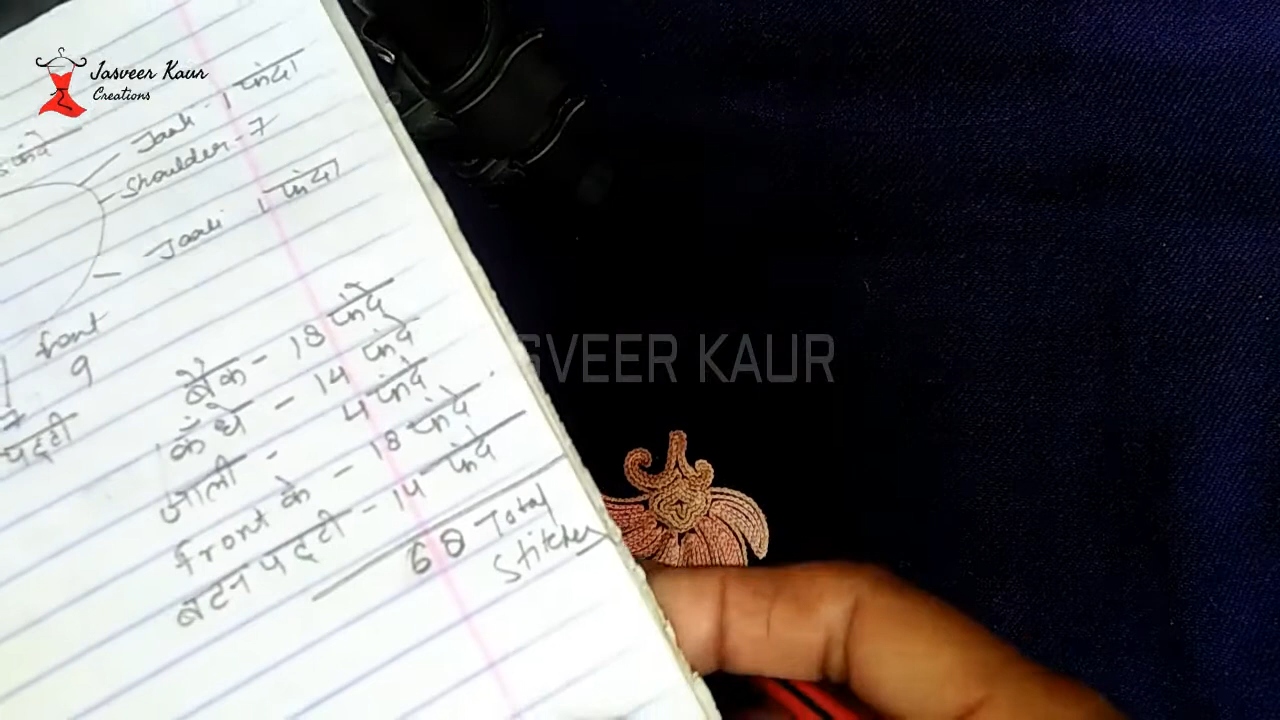 Jasveer Kaur
Creations
Jaali 1 फंदा
Shoulder - 7
Jaali 1 फंदा
front
9
पट्टी
बैक - 18 फंदे
कँधे - 14 फंदे
जाली - 4 फंदे
front के - 18 फंदे
बटन पट्टी - 14 फंदे
68 Total
Stitches
SVEER KAUR